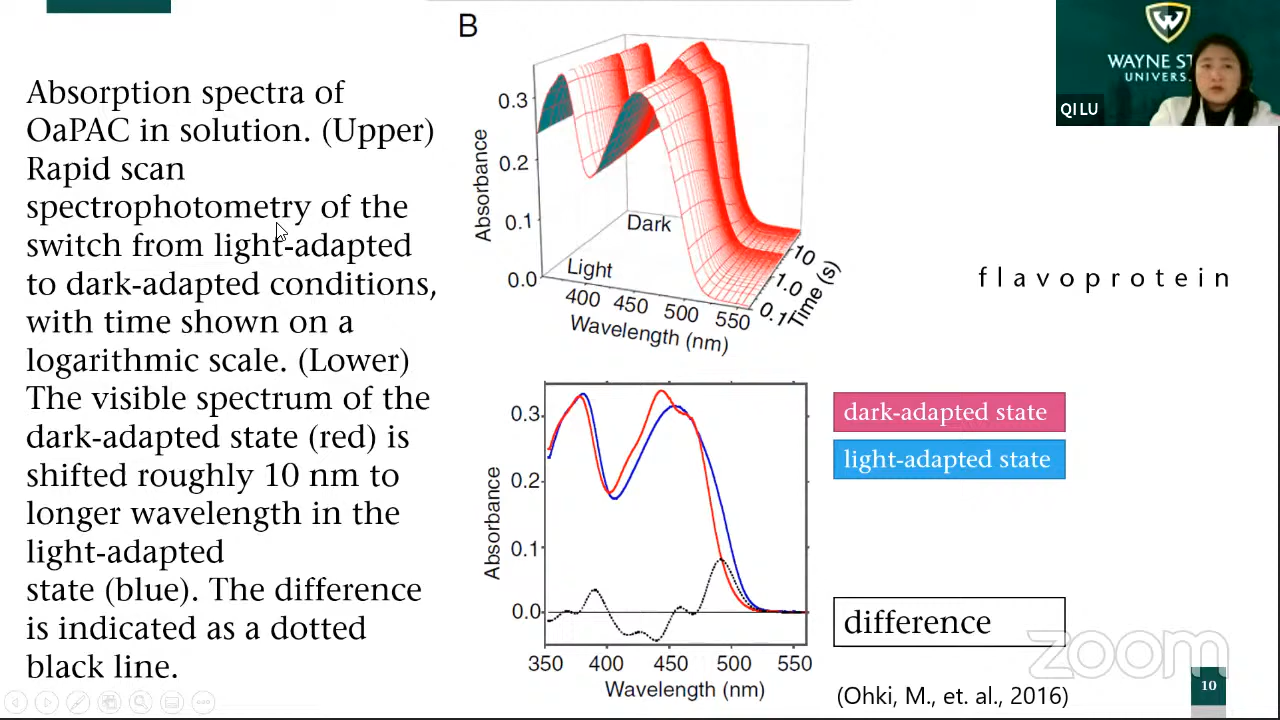 Absorption spectra of
OaPAC in solution. (Upper)
Rapid scan
spectrophotometry of the
switch from light-adapted
to dark-adapted conditions,
with time shown on a
logarithmic scale. (Lower)
The visible spectrum of the
dark-adapted state (red) is
shifted roughly 10 nm to
longer wavelength in the
light-adapted
state (blue). The difference
is indicated as a dotted
black line.
B
Absorbance
0.3
0.2
0.1
0.0
Dark
Light
400 450 500 550
Wavelength (nm)
0.1 1.0 10
Time (s)
Absorbance
0.3
0.2
0.1
0.0
350 400 450 500 550
Wavelength (nm)
flavoprotein
dark-adapted state
light-adapted state
difference
(Ohki, M., et. al., 2016)
WAYNE ST
UNIVERS
QI LU
zoom
10